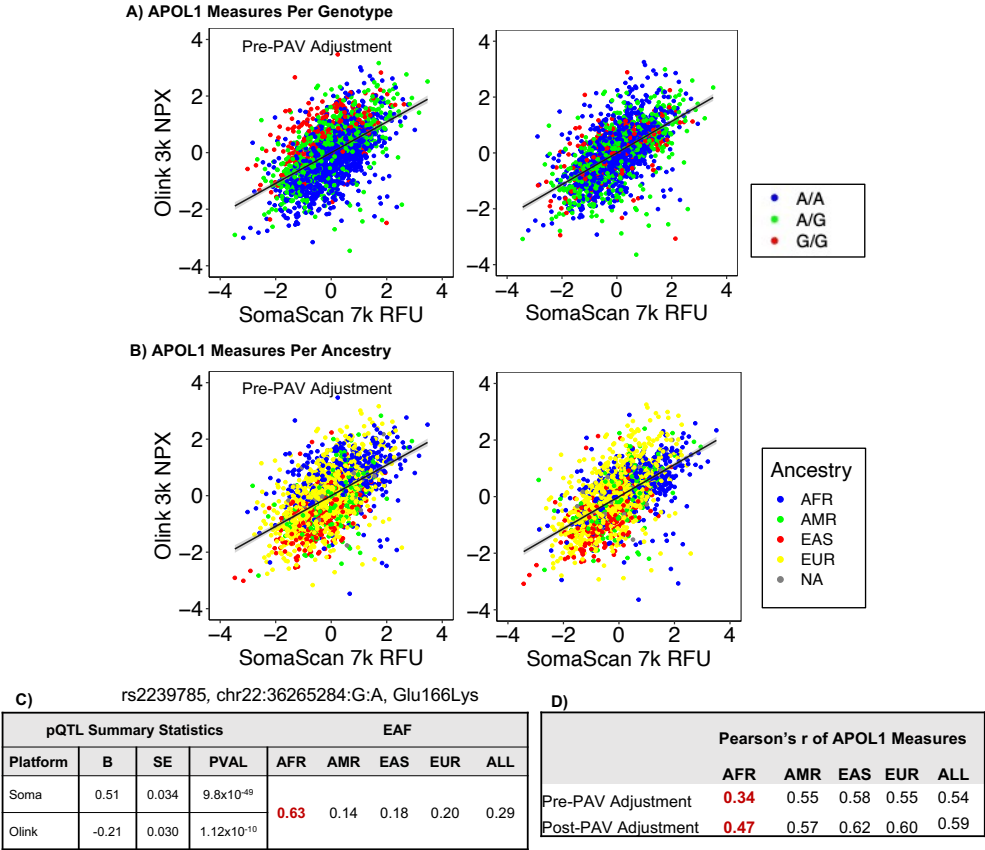 A) APOL1 Measures Per Genotype
Pre-PAV Adjustment
Olink 3k NPX
4
2
0
−2
−4
−4 −2 0 2 4
SomaScan 7k RFU
4
2
0
−2
−4
−4 −2 0 2 4
SomaScan 7k RFU
A/A
A/G
G/G
B) APOL1 Measures Per Ancestry
Pre-PAV Adjustment
Olink 3k NPX
4
2
0
−2
−4
−4 −2 0 2 4
SomaScan 7k RFU
4
2
0
−2
−4
−4 −2 0 2 4
SomaScan 7k RFU
Ancestry
AFR
AMR
EAS
EUR
NA
C) rs2239785, chr22:36265284:G:A, Glu166Lys
pQTL Summary Statistics EAF
Platform B SE PVAL AFR AMR EAS EUR ALL
Soma 0.51 0.034 9.8x10⁻⁴⁹
0.63 0.14 0.18 0.20 0.29
Olink -0.21 0.030 1.12x10⁻¹⁰
D)
Pearson's r of APOL1 Measures
AFR AMR EAS EUR ALL
Pre-PAV Adjustment 0.34 0.55 0.58 0.55 0.54
Post-PAV Adjustment 0.47 0.57 0.62 0.60 0.59